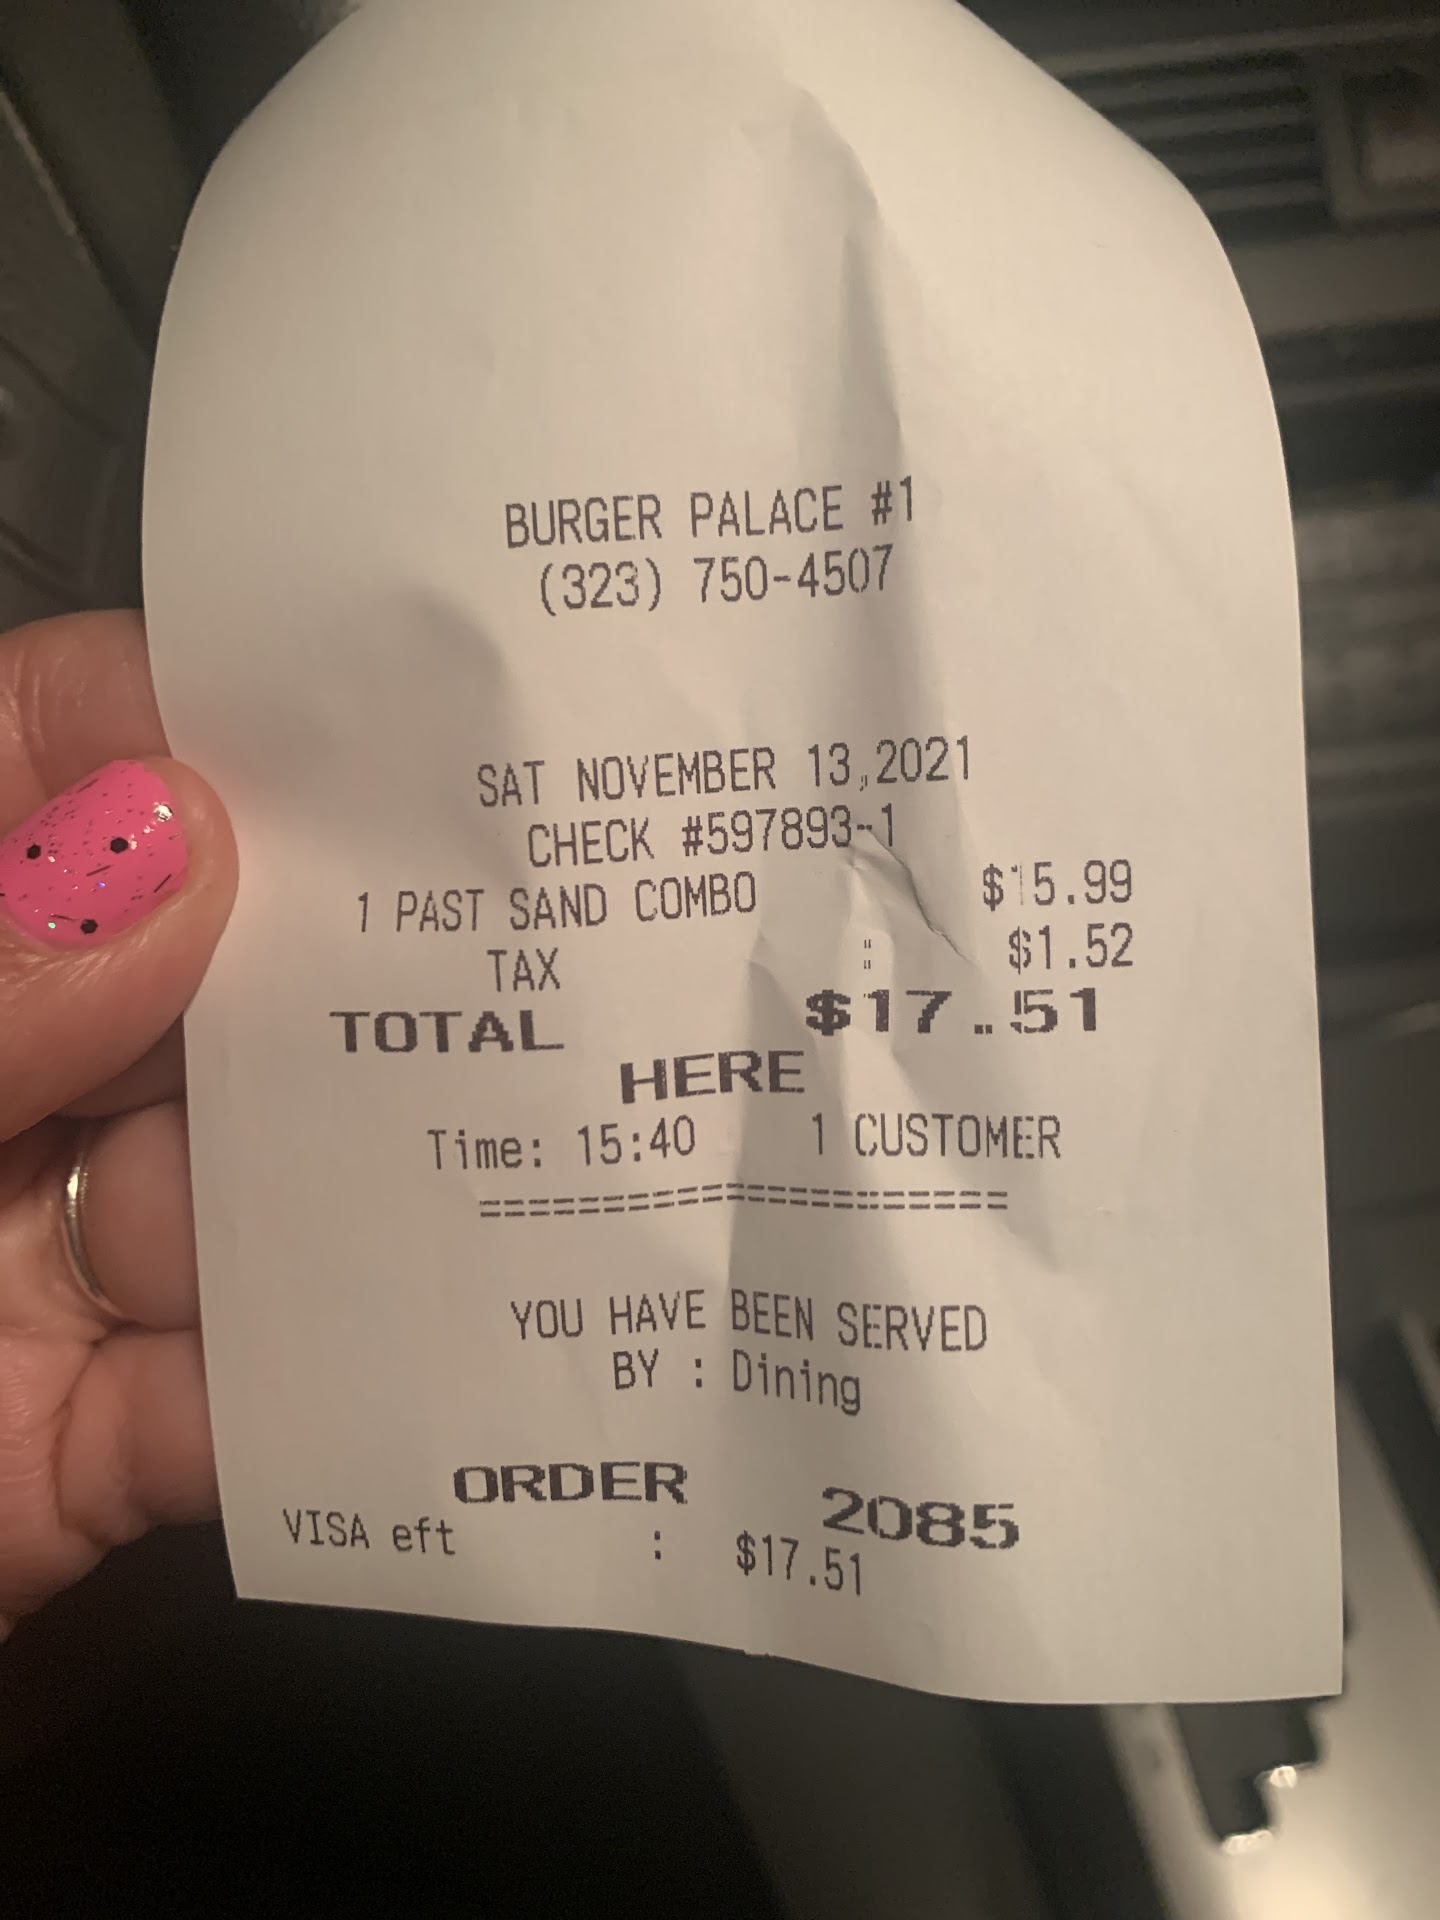 BURGER PALACE #1
(323) 750-4507
SAT NOVEMBER 13,2021
CHECK #597893-1
1 PAST SAND COMBO $15.99
TAX : $1.52
TOTAL $17.51
HERE
Time: 15:40 1 CUSTOMER
======================
YOU HAVE BEEN SERVED
BY : Dining
ORDER 2085
VISA eft : $17.51